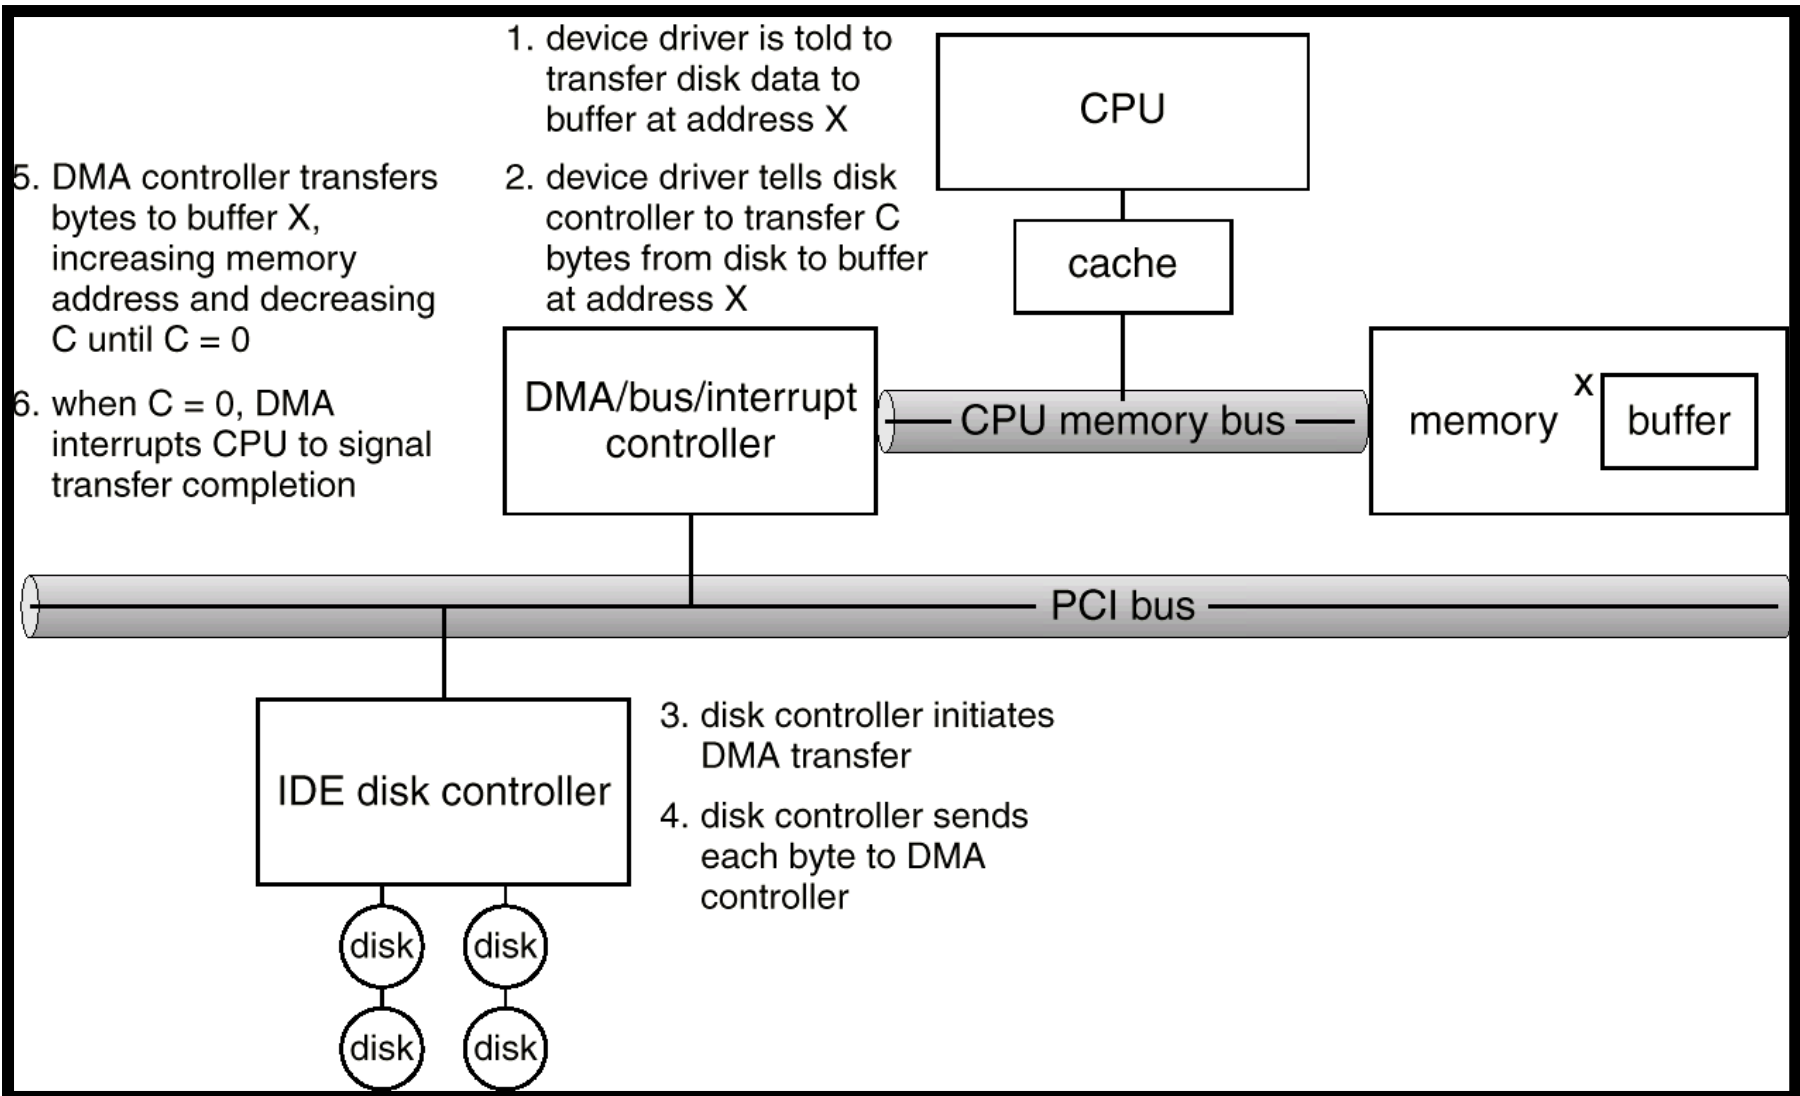 1. device driver is told to
transfer disk data to
buffer at address X
CPU
5. DMA controller transfers
bytes to buffer X,
increasing memory
address and decreasing
C until C = 0
2. device driver tells disk
controller to transfer C
bytes from disk to buffer
at address X
cache
6. when C = 0, DMA
interrupts CPU to signal
transfer completion
DMA/bus/interrupt
controller
CPU memory bus
memory
x
buffer
PCI bus
IDE disk controller
3. disk controller initiates
DMA transfer
4. disk controller sends
each byte to DMA
controller
disk
disk
disk
disk